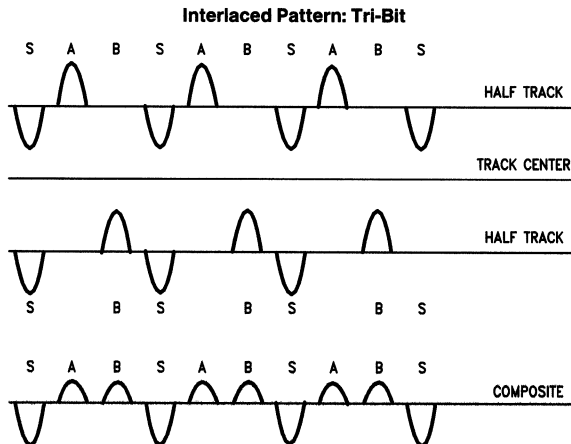 Interlaced Pattern: Tri-Bit
S A B S A B S A B S
HALF TRACK
TRACK CENTER
HALF TRACK
S B S B S B S
S A B S A B S A B S
COMPOSITE